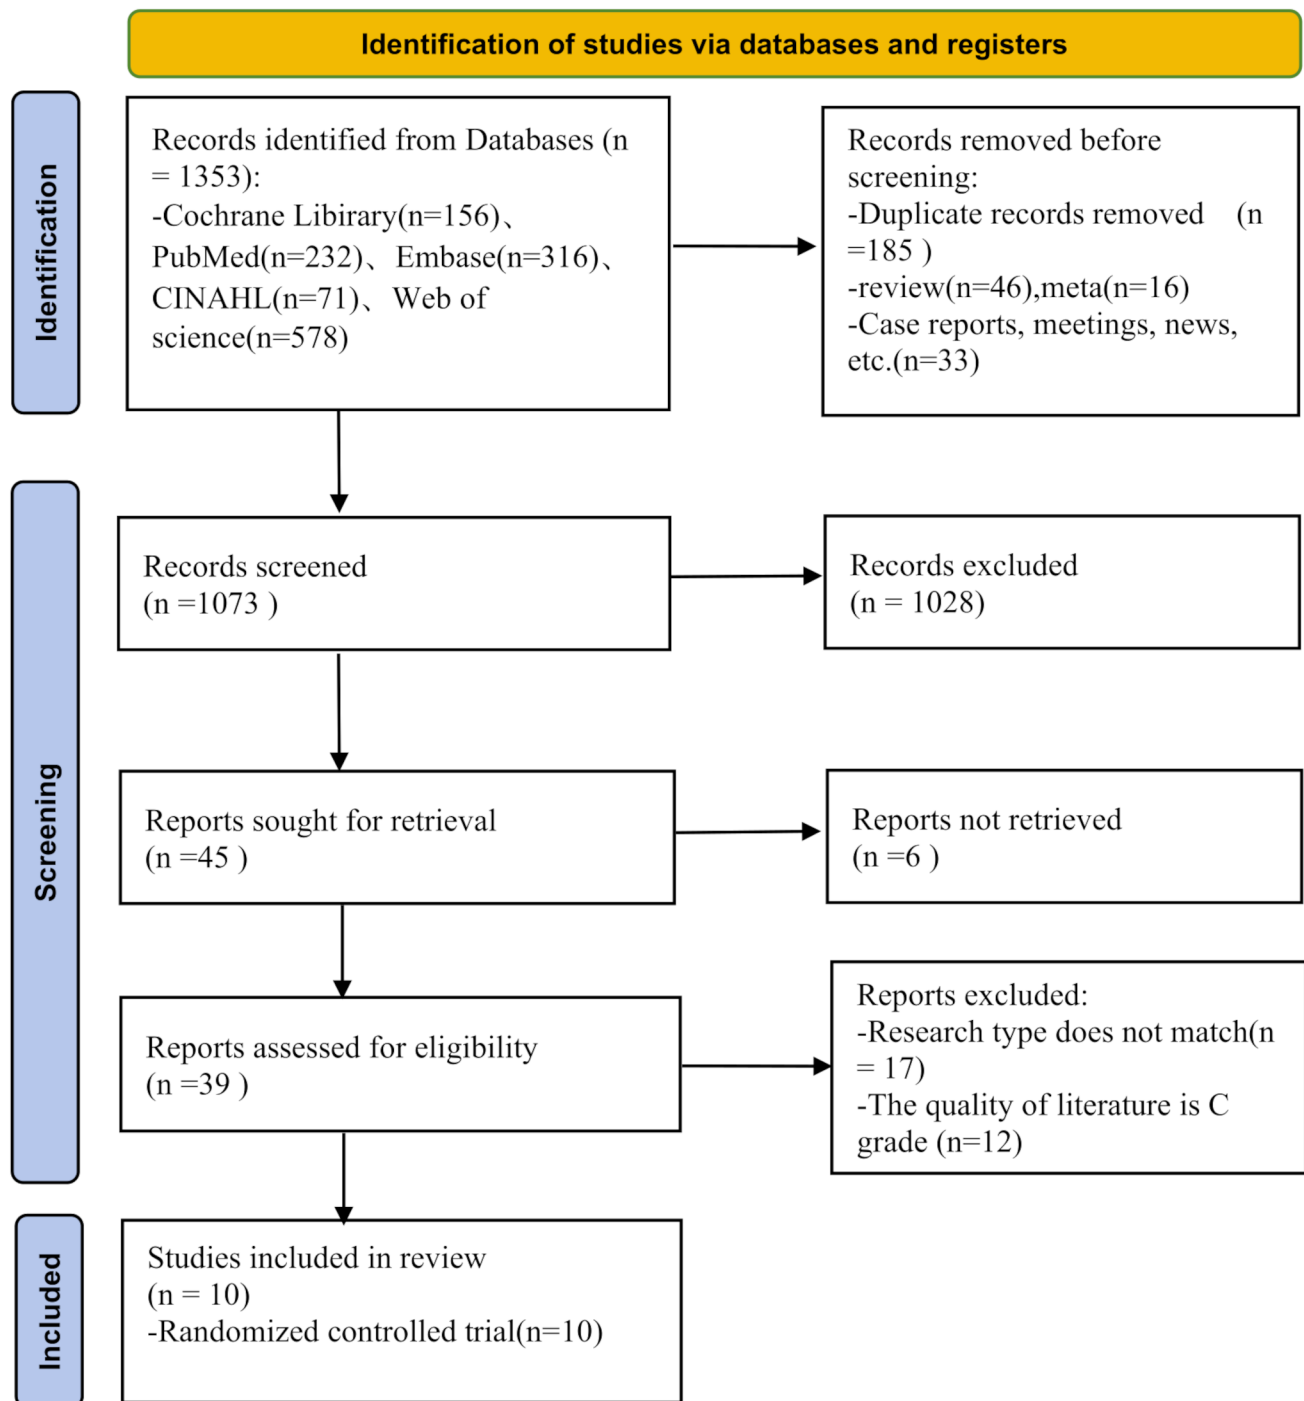 Identification of studies via databases and registers
Identification
Records identified from Databases (n
= 1353):
-Cochrane Libirary(n=156)、
PubMed(n=232)、Embase(n=316)、
CINAHL(n=71)、Web of
science(n=578)
Records removed before
screening:
-Duplicate records removed (n
=185 )
-review(n=46),meta(n=16)
-Case reports, meetings, news,
etc.(n=33)
Screening
Records screened
(n =1073 )
Records excluded
(n = 1028)
Reports sought for retrieval
(n =45 )
Reports not retrieved
(n =6 )
Reports assessed for eligibility
(n =39 )
Reports excluded:
-Research type does not match(n
= 17)
-The quality of literature is C
grade (n=12)
Included
Studies included in review
(n = 10)
-Randomized controlled trial(n=10)